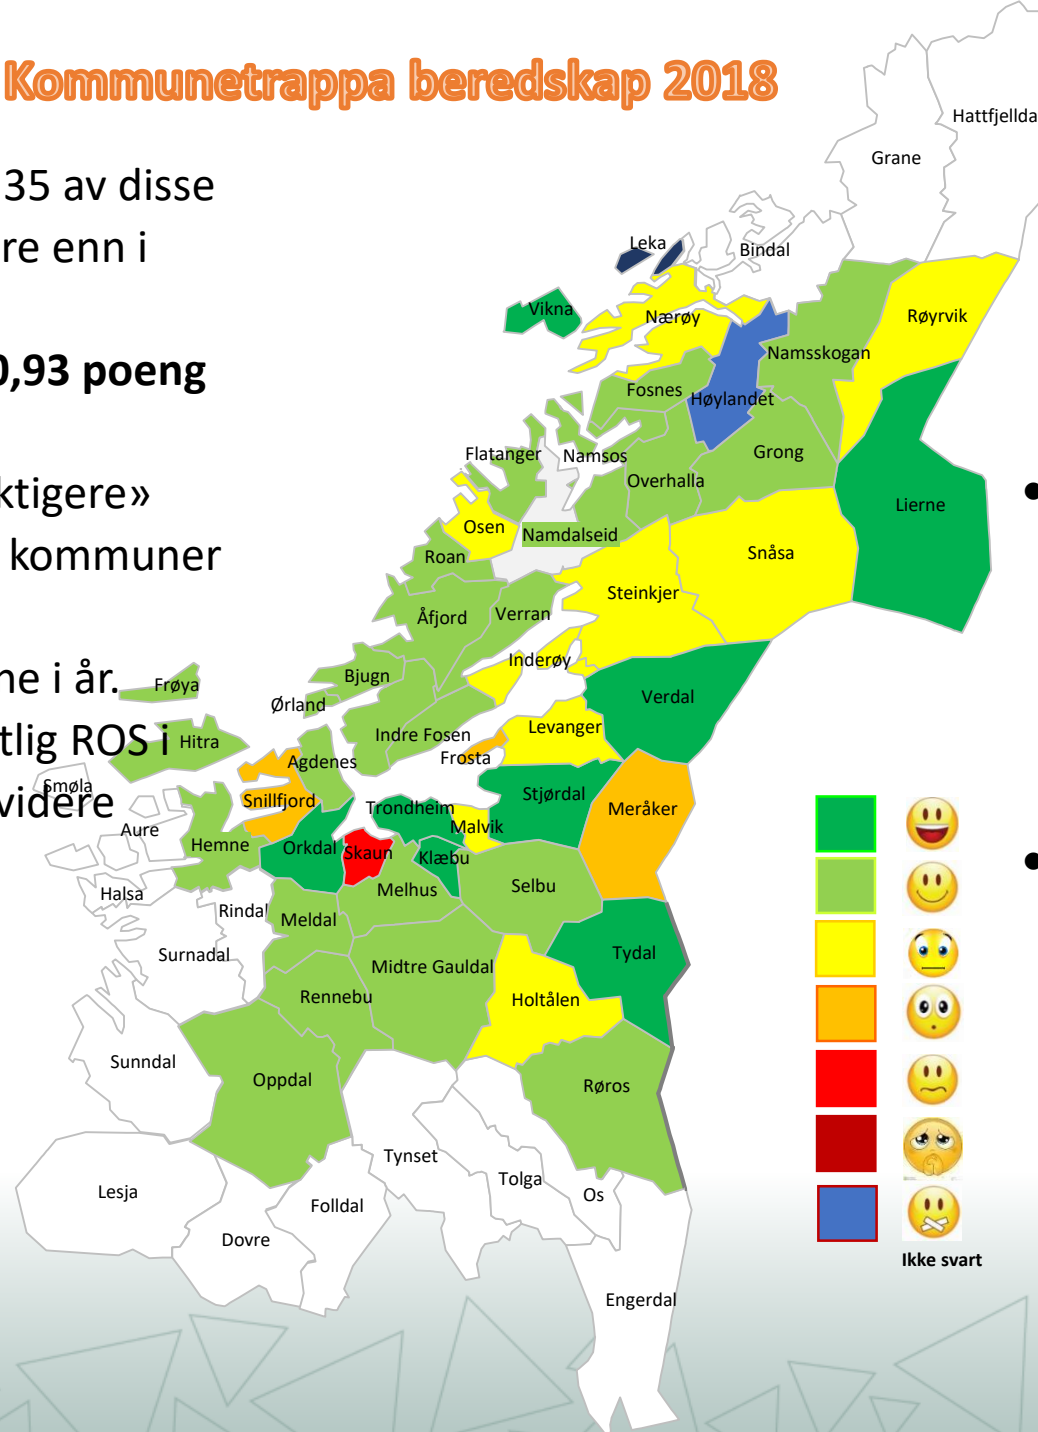 Kommunetrappa beredskap 2018
35 av disse
re enn i
0,93 poeng
ktigere»
kommuner
ne i år.
tlig ROS i
videre
Hattfjellda
Grane
Bindal
Leka
Vikna
Nærøy
Røyrvik
Namsskogan
Fosnes
Høylandet
Grong
Flatanger
Namsos
Overhalla
Lierne
Osen
Namdalseid
Snåsa
Roan
Steinkjer
Åfjord
Verran
Inderøy
Bjugn
Frøya
Ørland
Verdal
Levanger
Indre Fosen
Hitra
Frosta
Agdenes
Smøla
Stjørdal
Meråker
Snillfjord
Trondheim
Malvik
Aure
Hemne
Orkdal
Skaun
Klæbu
Halsa
Melhus
Selbu
Rindal
Meldal
Surnadal
Tydal
Midtre Gauldal
Rennebu
Holtålen
Sunndal
Oppdal
Røros
Tynset
Tolga
Lesja
Os
Folldal
Dovre
Ikke svart
Engerdal